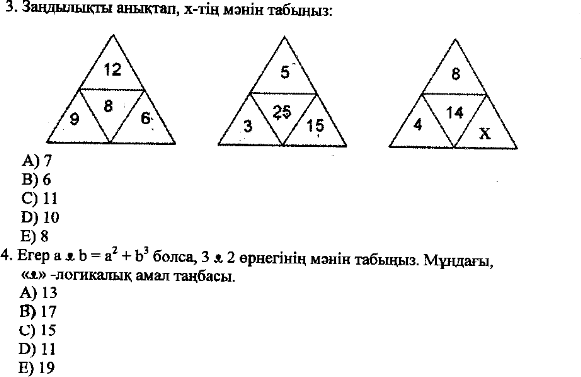 3. Заңдылықты анықтап, х-тің мәнін табыңыз:
12
9 8 6
5
3 25 15
8
4 14 X
A) 7
B) 6
C) 11
D) 10
E) 8
4. Егер a ᴥ b = a² + b³ болса, 3 ᴥ 2 өрнегінің мәнін табыңыз. Мұндағы,
«ᴥ» -логикалық амал таңбасы.
A) 13
B) 17
C) 15
D) 11
E) 19